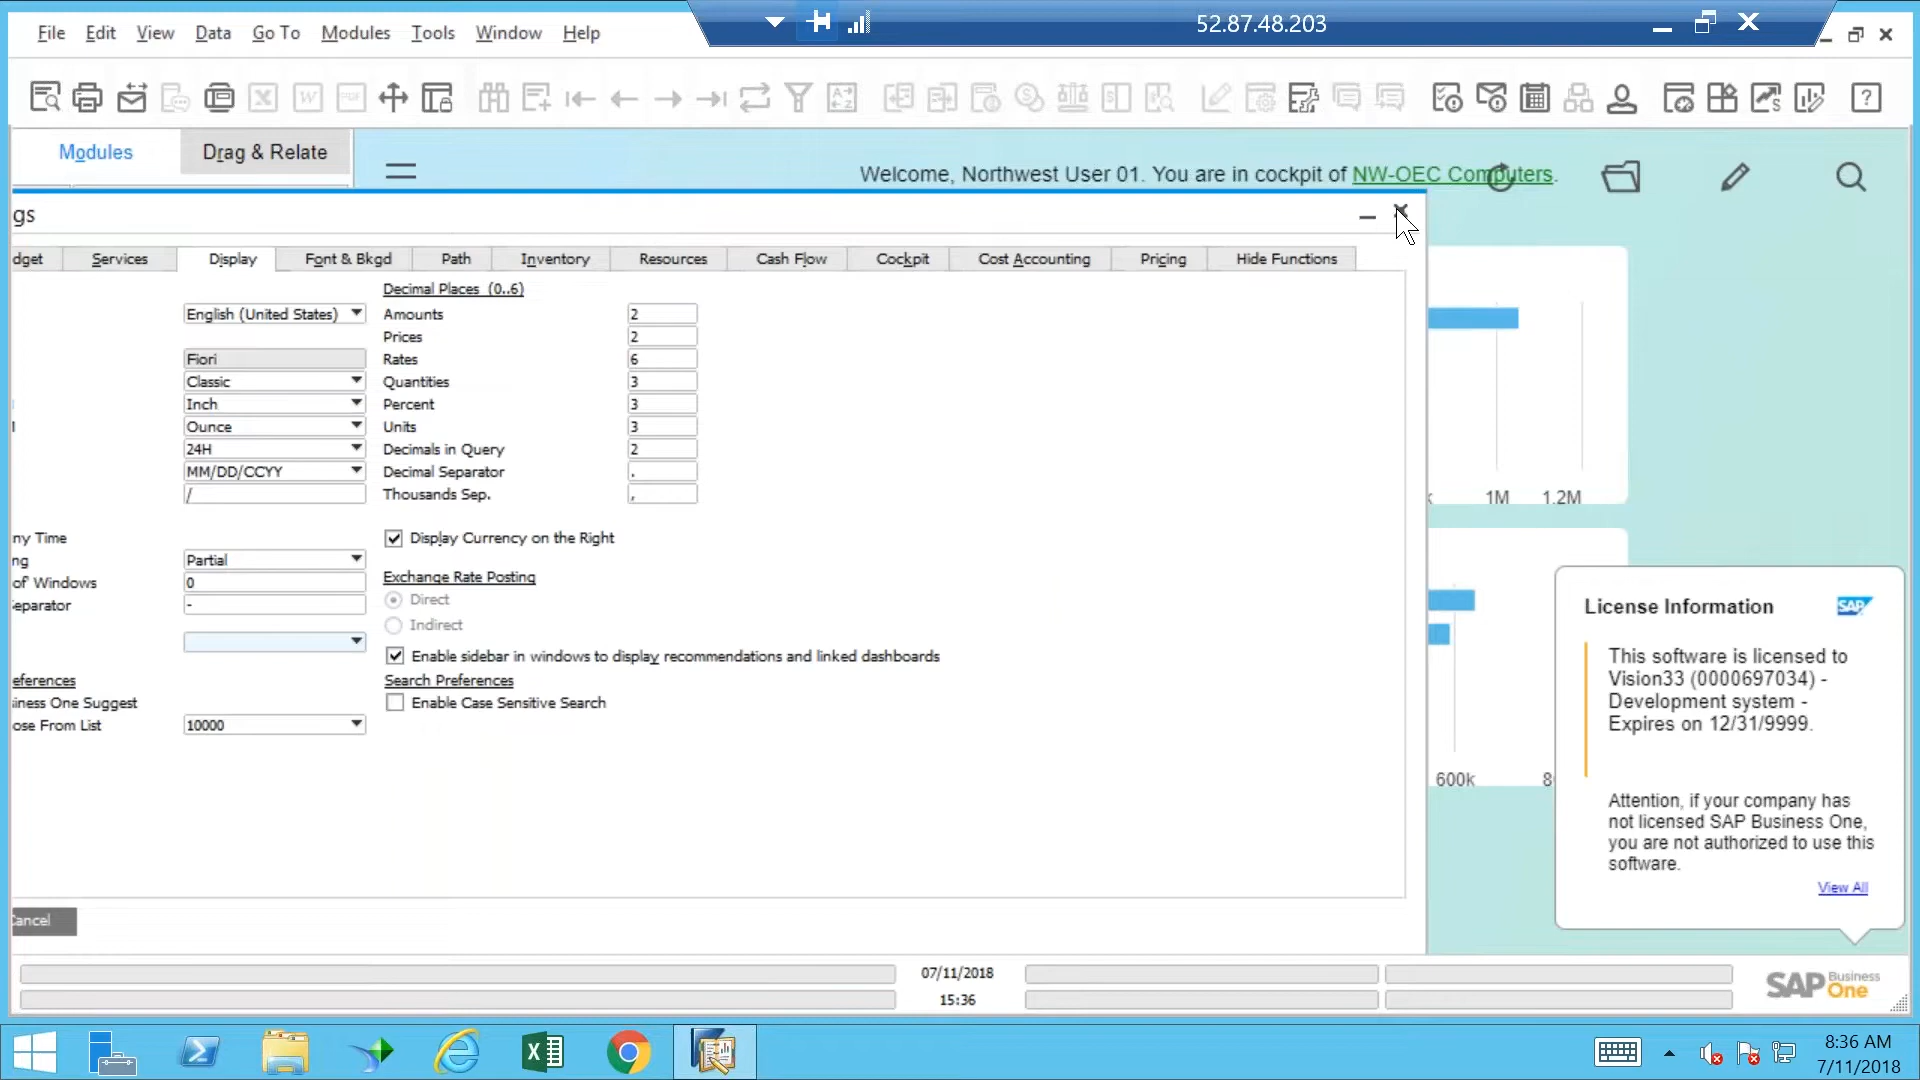 File Edit View Data Go To Modules Tools Window Help
52.87.48.203
Modules Drag & Relate
Welcome, Northwest User 01. You are in cockpit of NW-OEC Computers.
gs
dget Services Display Font & Bkgd Path Inventory Resources Cash Flow Cockpit Cost Accounting Pricing Hide Functions
Decimal Places (0..6)
English (United States) Amounts 2
Prices 2
Fiori Rates 6
Classic Quantities 3
Inch Percent 3
Ounce Units 3
24H Decimals in Query 2
MM/DD/CCYY Decimal Separator .
/ Thousands Sep. ,
ny Time Display Currency on the Right
ng Partial
of Windows 0 Exchange Rate Posting
eparator - Direct
Indirect
Enable sidebar in windows to display recommendations and linked dashboards
eferences Search Preferences
iness One Suggest Enable Case Sensitive Search
ose From List 10000
Cancel
1M 1.2M
600k 8
License Information SAP
This software is licensed to
Vision33 (0000697034) -
Development system -
Expires on 12/31/9999.
Attention, if your company has
not licensed SAP Business One,
you are not authorized to use this
software.
View All
07/11/2018
15:36
SAP Business One
8:36 AM
7/11/2018